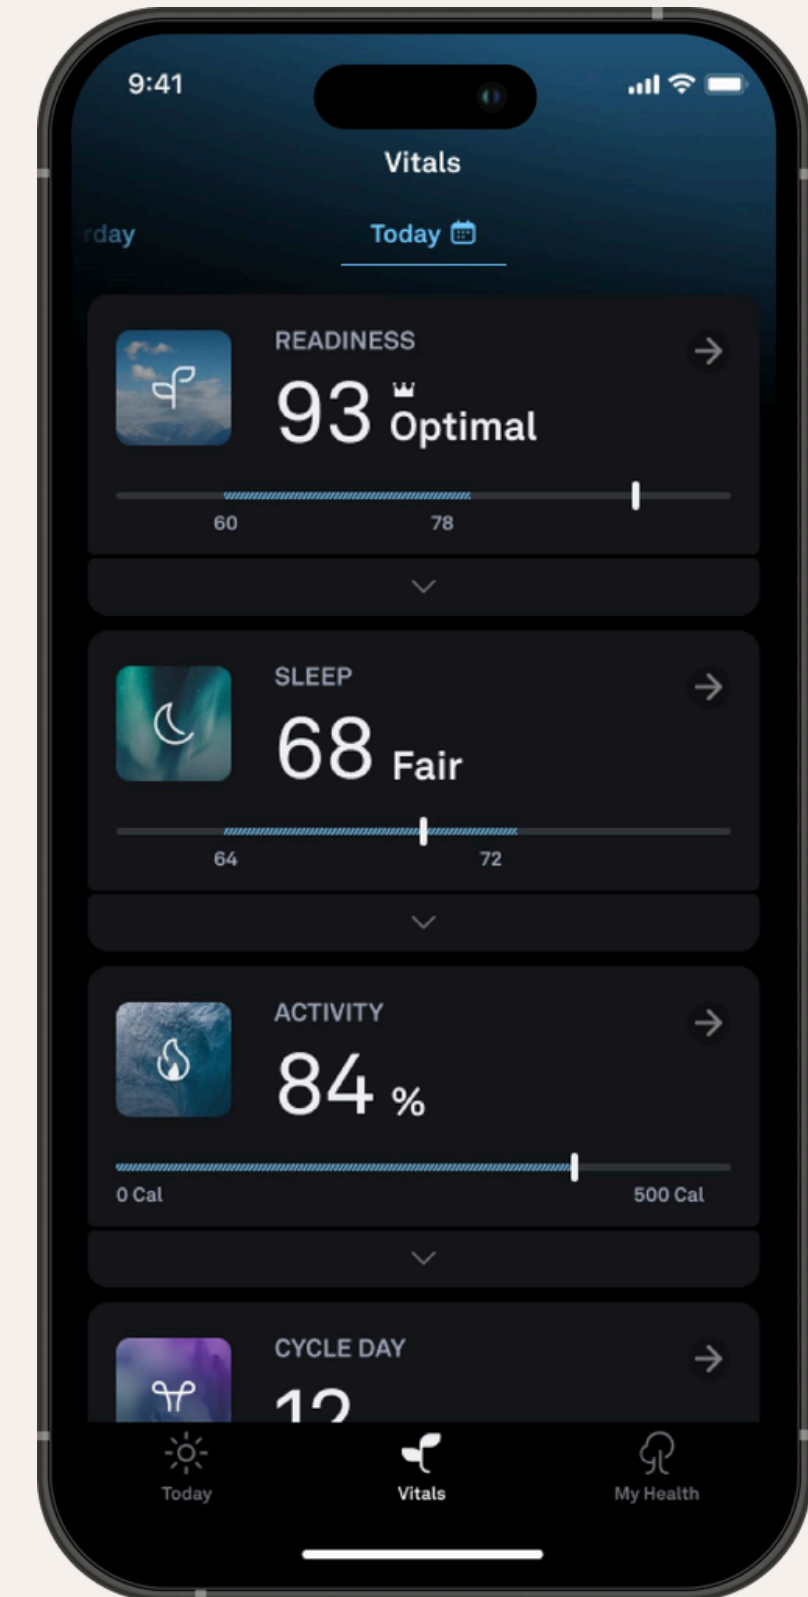 9:41
Vitals
rday
Today
READINESS
93 Optimal
60 78
SLEEP
68 Fair
64 72
ACTIVITY
84 %
0 Cal 500 Cal
CYCLE DAY
12
Today Vitals My Health